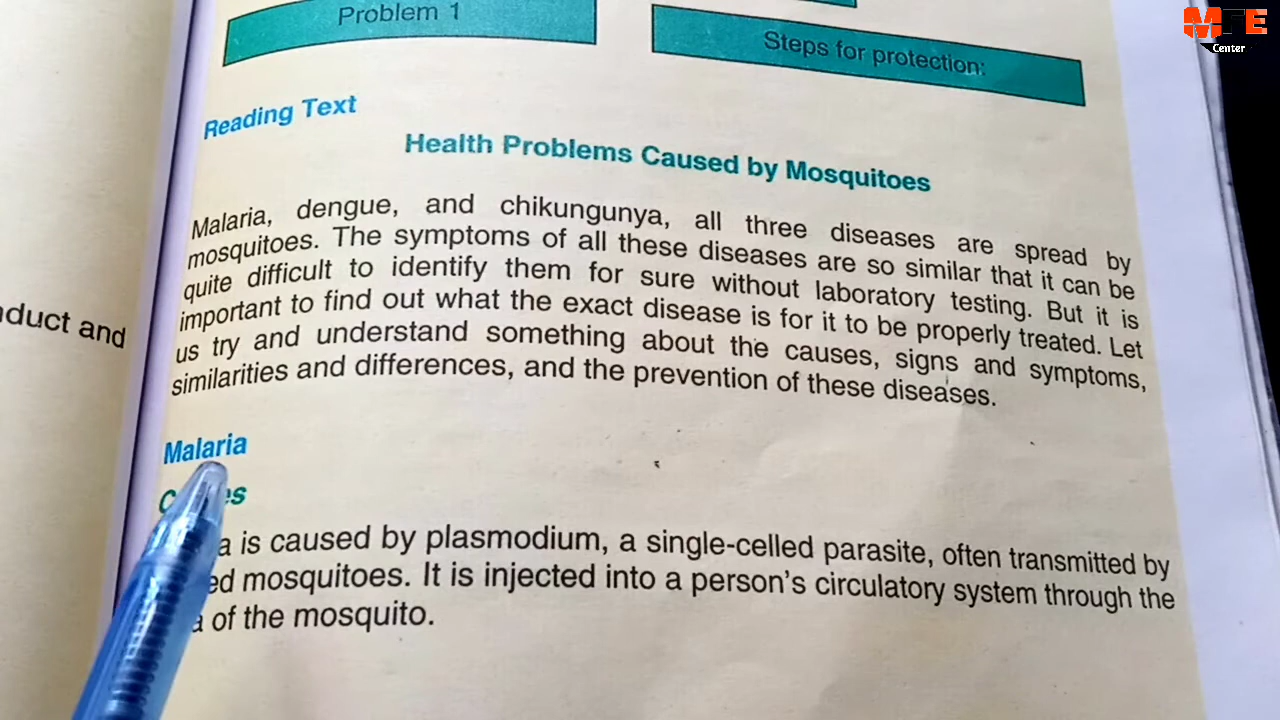 MTE
Center
Problem 1
Steps for protection:
Reading Text
Health Problems Caused by Mosquitoes
Malaria, dengue, and chikungunya, all three diseases are spread by
mosquitoes. The symptoms of all these diseases are so similar that it can be
quite difficult to identify them for sure without laboratory testing. But it is
important to find out what the exact disease is for it to be properly treated. Let
us try and understand something about the causes, signs and symptoms,
similarities and differences, and the prevention of these diseases.
duct and
Malaria
a is caused by plasmodium, a single-celled parasite, often transmitted by
ed mosquitoes. It is injected into a person's circulatory system through the
a of the mosquito.